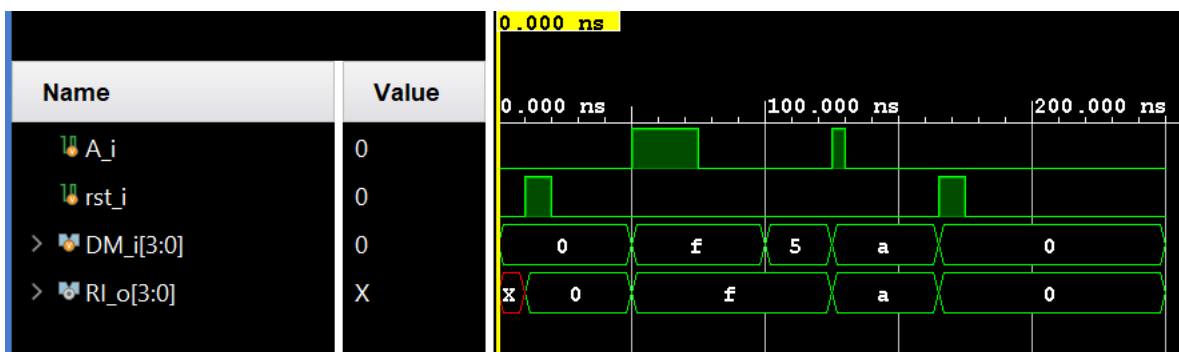 0.000 ns
Name Value 0.000 ns 100.000 ns 200.000 ns
A_i 0
rst_i 0
> DM_i[3:0] 0 0 f 5 a 0
> RI_o[3:0] X X 0 f a 0